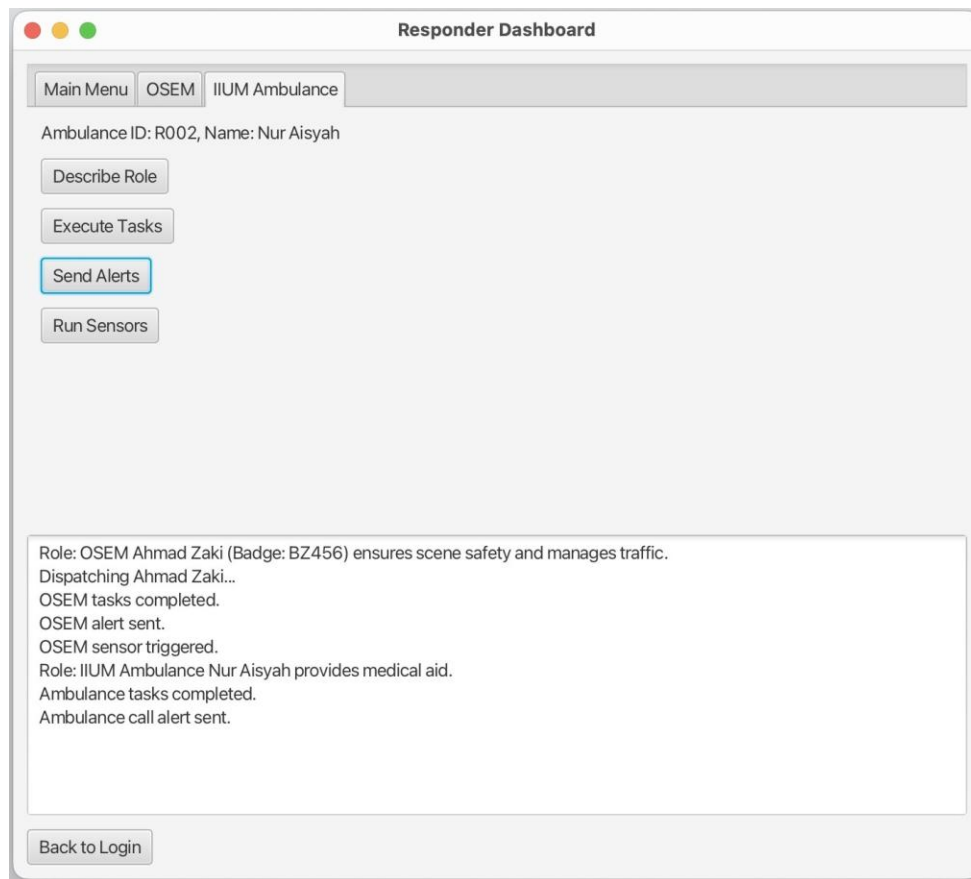 Responder Dashboard
Main Menu OSEM IIUM Ambulance
Ambulance ID: R002, Name: Nur Aisyah
Describe Role
Execute Tasks
Send Alerts
Run Sensors
Role: OSEM Ahmad Zaki (Badge: BZ456) ensures scene safety and manages traffic.
Dispatching Ahmad Zaki...
OSEM tasks completed.
OSEM alert sent.
OSEM sensor triggered.
Role: IIUM Ambulance Nur Aisyah provides medical aid.
Ambulance tasks completed.
Ambulance call alert sent.
Back to Login